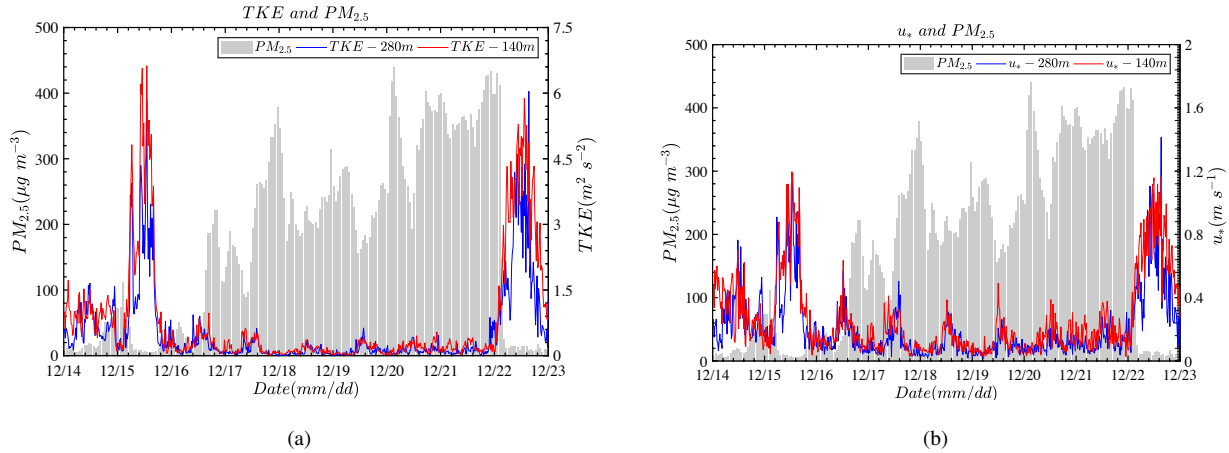 TKE and PM₂.₅
PM₂.₅ TKE − 280m TKE − 140m
500
400
300
200
100
0
PM₂.₅(μg m⁻³)
7.5
6
4.5
3
1.5
0
TKE(m² s⁻²)
12/14 12/15 12/16 12/17 12/18 12/19 12/20 12/21 12/22 12/23
Date(mm/dd)
(a)
u* and PM₂.₅
PM₂.₅ u* − 280m u* − 140m
500
400
300
200
100
0
PM₂.₅(μg m⁻³)
2
1.6
1.2
0.8
0.4
0
u*(m s⁻¹)
12/14 12/15 12/16 12/17 12/18 12/19 12/20 12/21 12/22 12/23
Date(mm/dd)
(b)